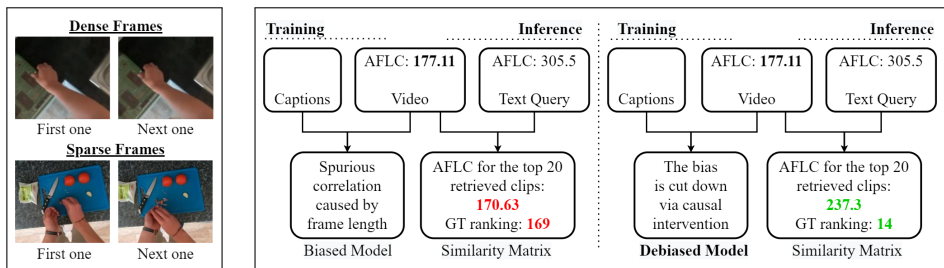 Dense Frames
First one
Next one
Sparse Frames
First one
Next one
Training
Inference
Captions
AFLC: 177.11
Video
AFLC: 305.5
Text Query
Spurious
correlation
caused by
frame length
Biased Model
AFLC for the top 20
retrieved clips:
170.63
GT ranking: 169
Similarity Matrix
Training
Inference
Captions
AFLC: 177.11
Video
AFLC: 305.5
Text Query
The bias
is cut down
via causal
intervention
Debiased Model
AFLC for the top 20
retrieved clips:
237.3
GT ranking: 14
Similarity Matrix